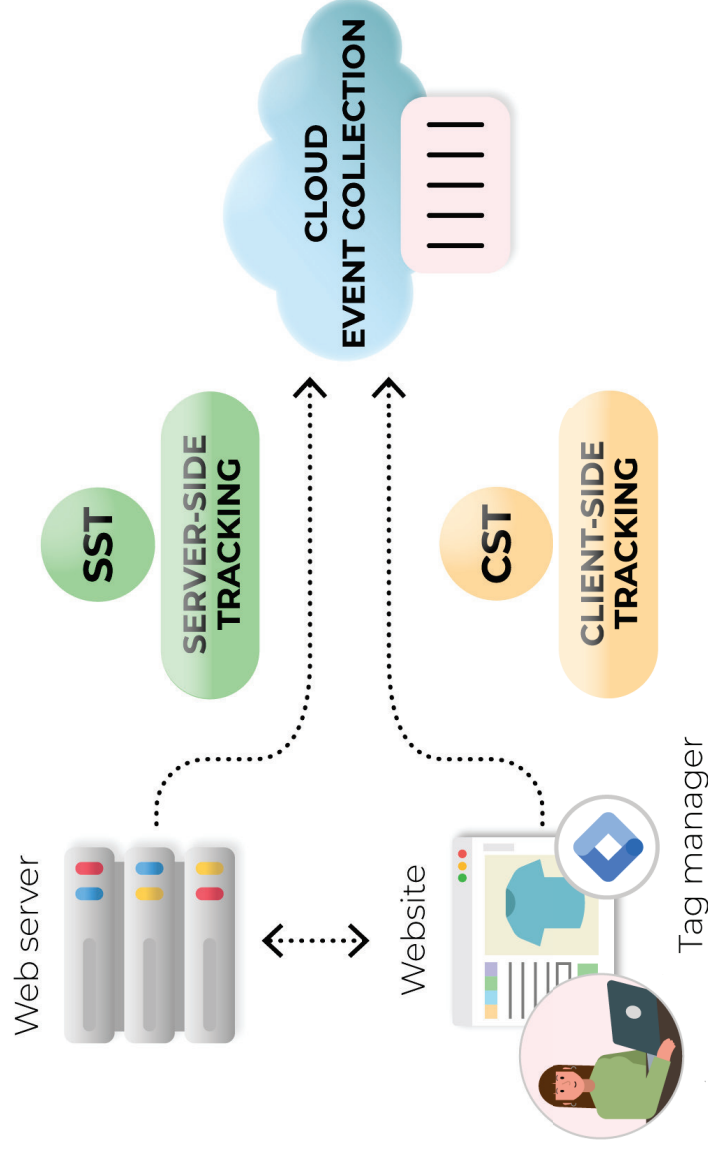 Web server
SST
SERVER-SIDE
TRACKING
CLOUD
EVENT COLLECTION
Website
CST
CLIENT-SIDE
TRACKING
Tag manager